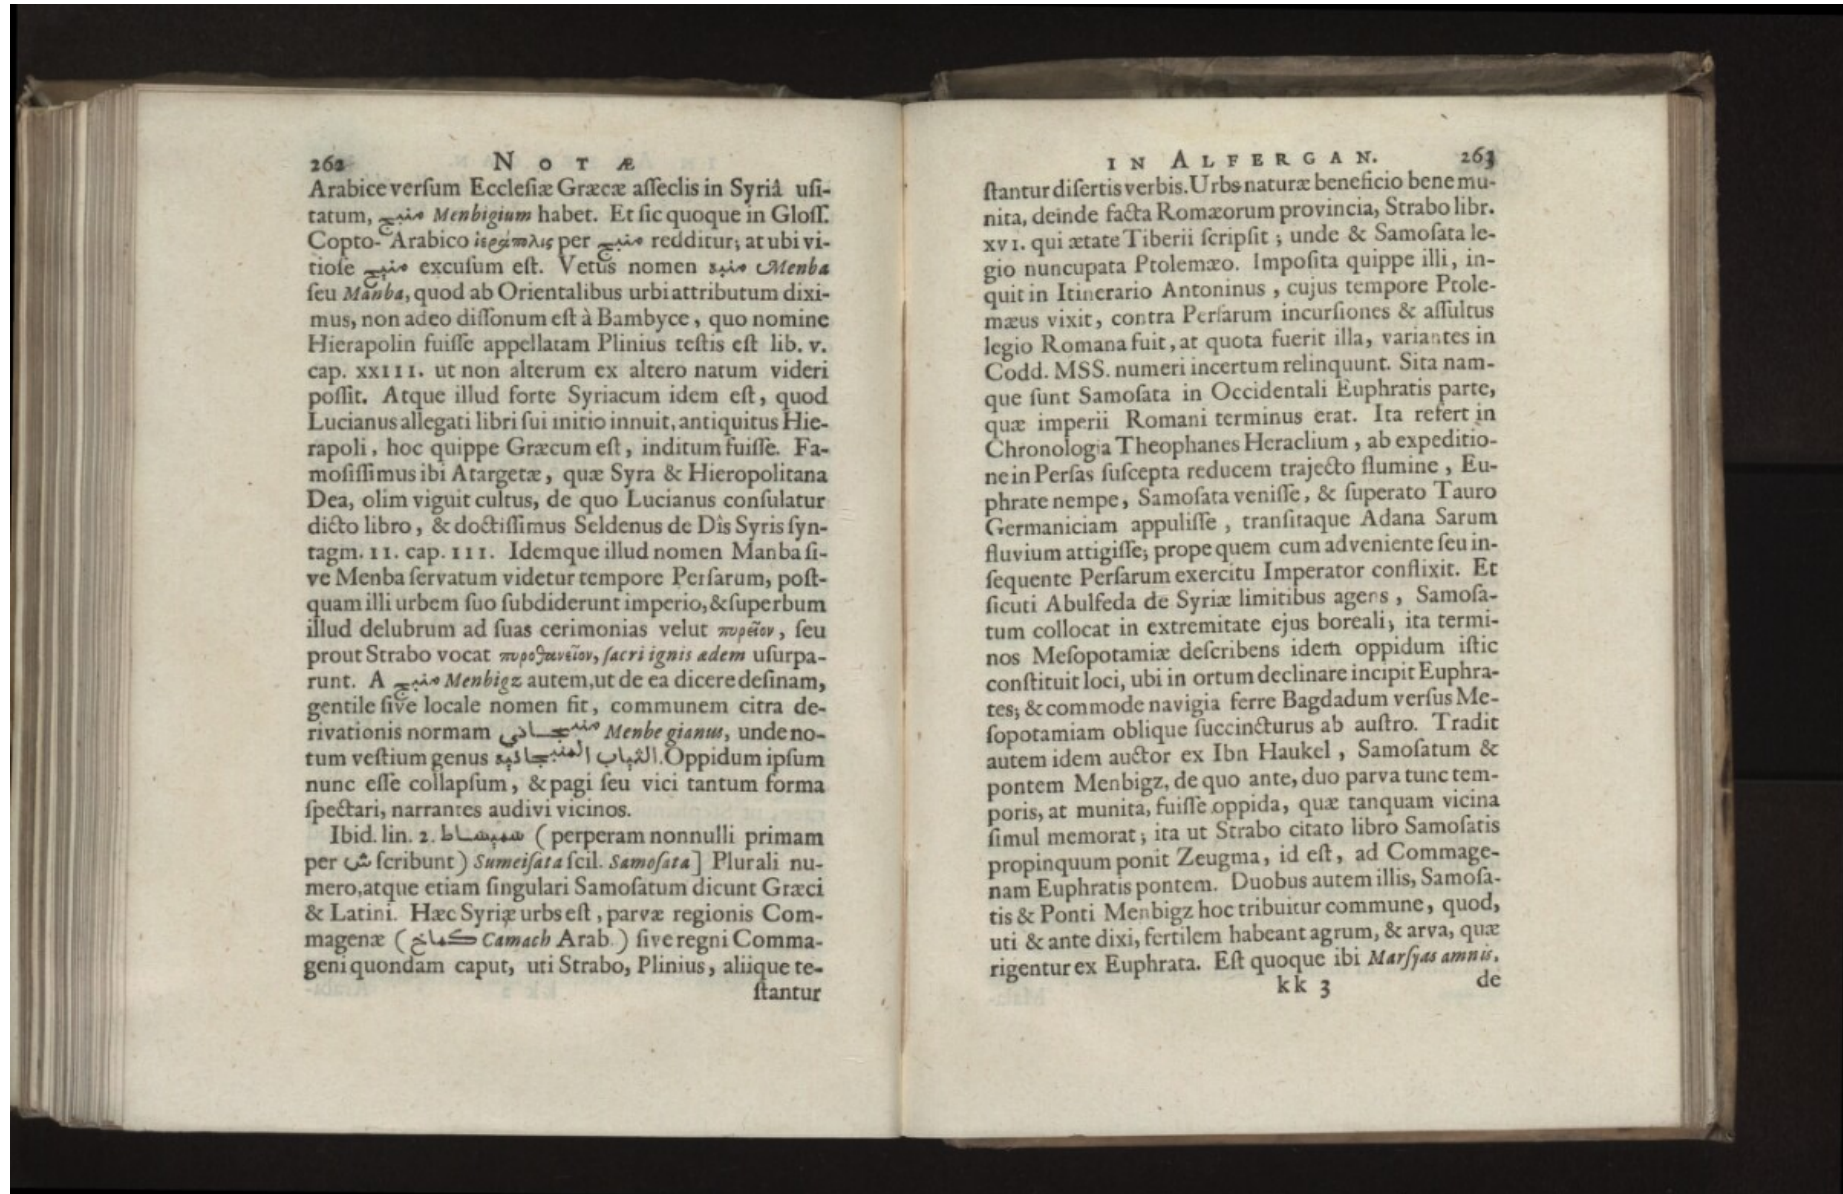 262 NOTÆ
Arabice versum Ecclesiæ Græcæ asseclis in Syriâ usi-
tatum, منبج Menbigium habet. Et sic quoque in Gloss.
Copto-Arabico ἱεράπολις per منبج redditur; at ubi vi-
tiose منبج excusum est. Vetus nomen منبه Menba
seu Manba, quod ab Orientalibus urbi attributum dixi-
mus, non adeo dissonum est à Bambyce, quo nomine
Hierapolin fuisse appellatam Plinius testis est lib. v.
cap. XXIII. ut non alterum ex altero natum videri
possit. Atque illud forte Syriacum idem est, quod
Lucianus allegati libri sui initio innuit, antiquitus Hie-
rapoli, hoc quippe Græcum est, inditum fuisse. Fa-
mosissimus ibi Atargetæ, quæ Syra & Hieropolitana
Dea, olim viguit cultus, de quo Lucianus consulatur
dicto libro, & doctissimus Seldenus de Dîs Syris syn-
tagm. II. cap. III. Idemque illud nomen Manba si-
ve Menba servatum videtur tempore Persarum, post-
quam illi urbem suo subdiderunt imperio, & superbum
illud delubrum ad suas cerimonias velut πυρεῖον, seu
prout Strabo vocat πυροθανεῖον, sacri ignis ædem usurpa-
runt. A منبج Menbigz autem, ut de ea dicere desinam,
gentile sive locale nomen fit, communem citra de-
rivationis normam منبجاني Menbegianus, unde no-
tum vestium genus الثياب المنبجانيه. Oppidum ipsum
nunc esse collapsum, & pagi seu vici tantum forma
spectari, narrantes audivi vicinos.
Ibid. lin. 2. سميساط (perperam nonnulli primam
per ش scribunt) Sumeisata scil. Samosata] Plurali nu-
mero, atque etiam singulari Samosatum dicunt Græci
& Latini. Hæc Syriæ urbs est, parvæ regionis Com-
magenæ (كماخ Camach Arab.) sive regni Comma-
geni quondam caput, uti Strabo, Plinius, aliique te-
stantur
IN ALFERGAN. 263
stantur disertis verbis. Urbs naturæ beneficio bene mu-
nita, deinde facta Romæorum provincia, Strabo libr.
XVI. qui ætate Tiberii scripsit; unde & Samosata le-
gio nuncupata Ptolemæo. Imposita quippe illi, in-
quit in Itinerario Antoninus, cujus tempore Ptole-
mæus vixit, contra Persarum incursiones & assultus
legio Romana fuit, at quota fuerit illa, variantes in
Codd. MSS. numeri incertum relinquunt. Sita nam-
que sunt Samosata in Occidentali Euphratis parte,
quæ imperii Romani terminus erat. Ita refert in
Chronologia Theophanes Heraclium, ab expeditio-
ne in Persas suscepta reducem trajecto flumine, Eu-
phrate nempe, Samosata venisse, & superato Tauro
Germaniciam appulisse, transitaque Adana Sarum
fluvium attigisse; prope quem cum adveniente seu in-
sequente Persarum exercitu Imperator conflixit. Et
sicuti Abulfeda de Syriæ limitibus agens, Samosa-
tum collocat in extremitate ejus boreali; ita termi-
nos Mesopotamiæ describens idem oppidum istic
constituit loci, ubi in ortum declinare incipit Euphra-
tes; & commode navigia ferre Bagdadum versus Me-
sopotamiam oblique succincturus ab austro. Tradit
autem idem auctor ex Ibn Haukel, Samosatum &
pontem Menbigz, de quo ante, duo parva tunc tem-
poris, at munita, fuisse oppida, quæ tanquam vicina
simul memorat; ita ut Strabo citato libro Samosatis
propinquum ponit Zeugma, id est, ad Commage-
nam Euphratis pontem. Duobus autem illis, Samosa-
tis & Ponti Menbigz hoc tribuitur commune, quod,
uti & ante dixi, fertilem habeant agrum, & arva, quæ
rigentur ex Euphrata. Est quoque ibi Marsyas amnis,
kk 3 de